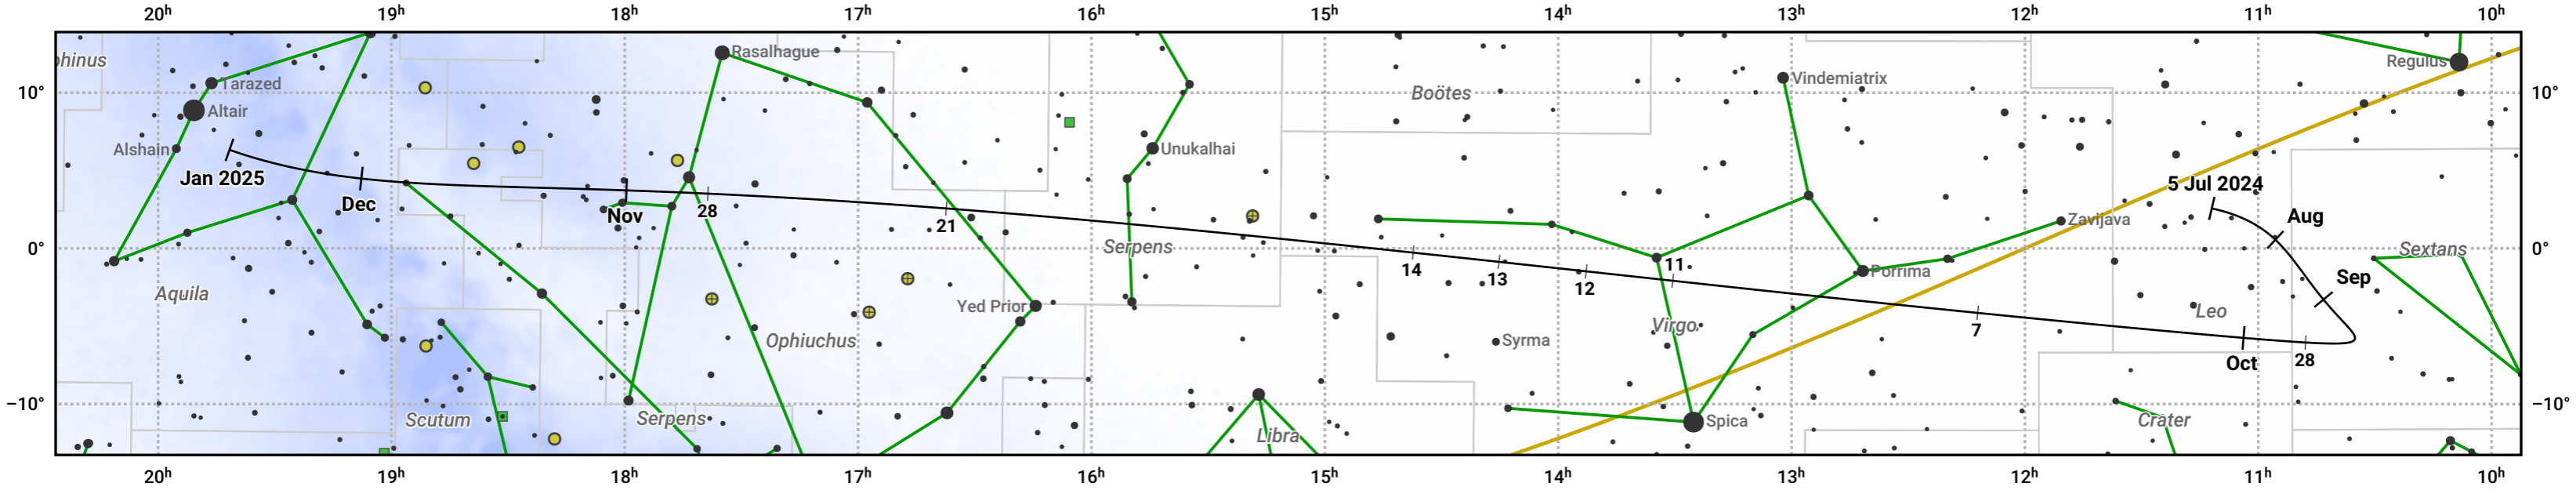 20h 19h 18h 17h 16h 15h 14h 13h 12h 11h 10h
phinus
Rasalhague
Regulus
Tarazed
Vindemiatrix
10° Boötes 10°
Altair
Alshain
Unukalhai
Jan 2025
5 Jul 2024
Dec
Nov
28
21
Aug
Zavijava
0° Serpens 0°
Sextans
14 13 12 11
Porrima
Sep
Aquila
Yed Prior
Leo
Ophiuchus
Virgo
Syrma
7
Oct
28
−10° −10°
Scutum
Serpens
Libra
Spica
Crater
20h 19h 18h 17h 16h 15h 14h 13h 12h 11h 10h